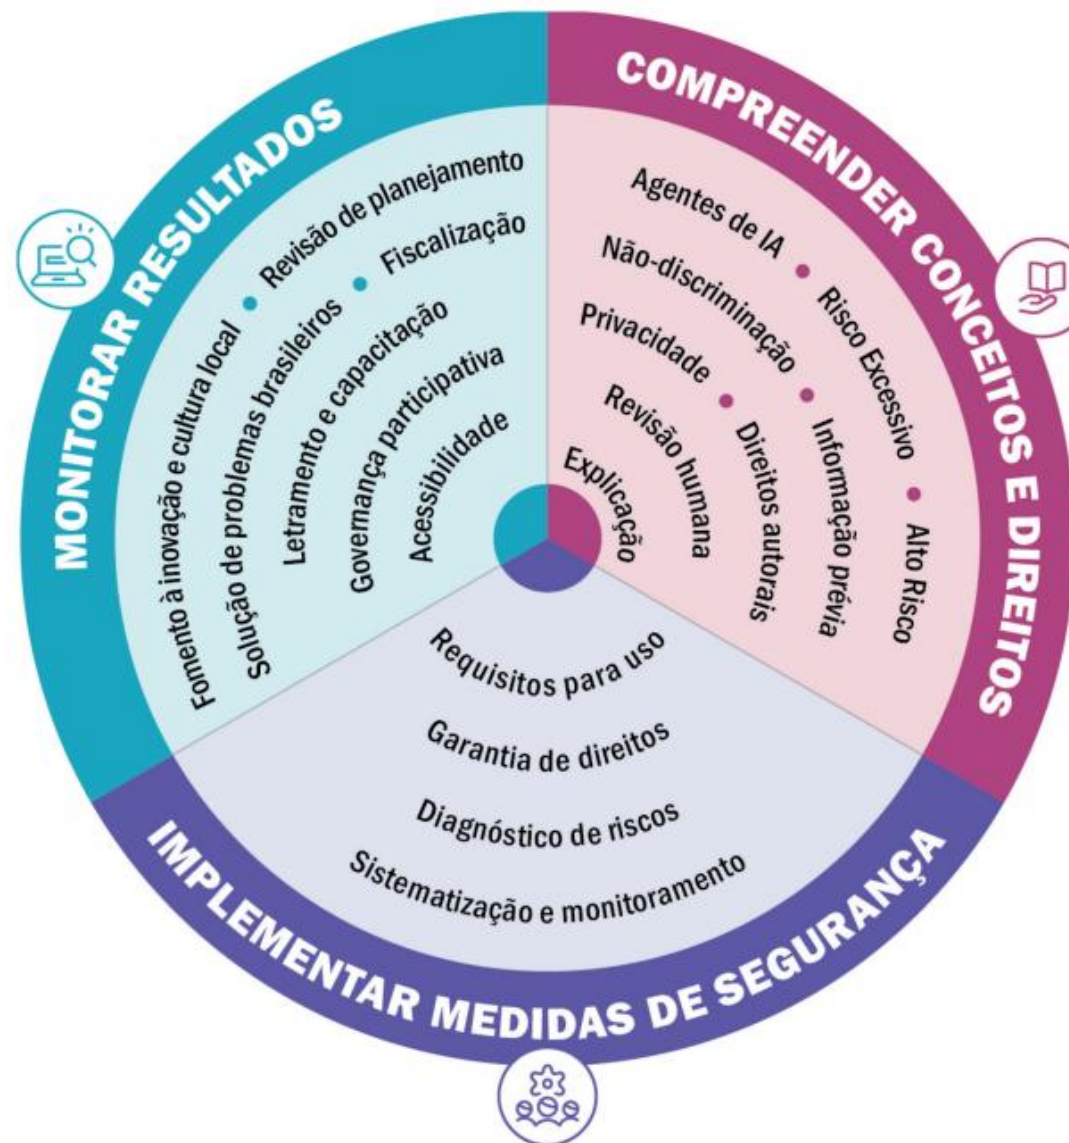 COMPREENDER CONCEITOS E DIREITOS
Agentes de IA • Risco Excessivo • Alto Risco
Não-discriminação • Informação prévia
Privacidade • Direitos autorais
Revisão humana
Explicação
IMPLEMENTAR MEDIDAS DE SEGURANÇA
Requisitos para uso
Garantia de direitos
Diagnóstico de riscos
Sistematização e monitoramento
MONITORAR RESULTADOS
Fomento à inovação e cultura local • Revisão de planejamento
Solução de problemas brasileiros • Fiscalização
Letramento e capacitação
Governança participativa
Acessibilidade